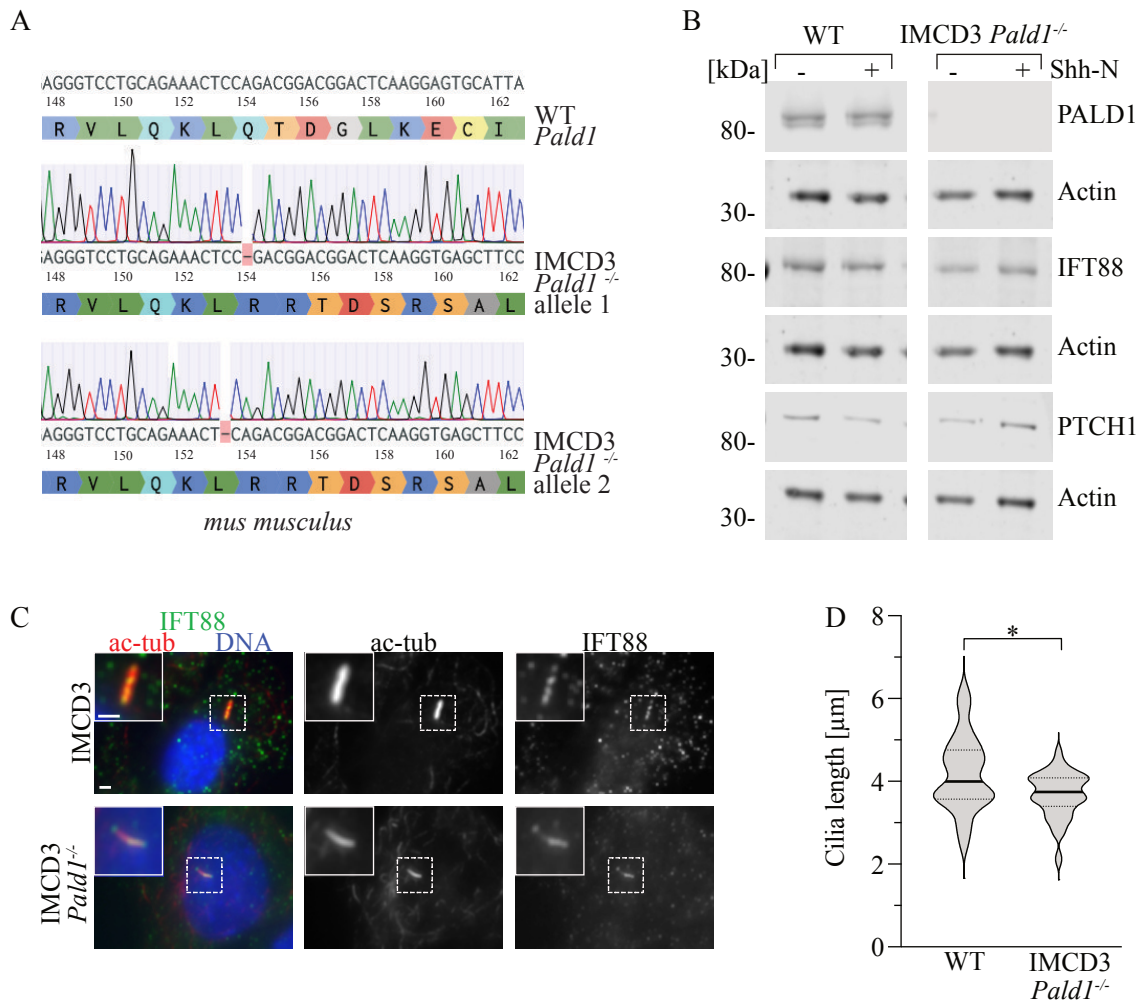 A
AGGGTCCTGCAGAAACTCCAGACGGACGGACTCAAGGAGTGCATTA
148 150 152 154 156 158 160 162
R V L Q K L Q T D G L K E C I
WT
Pald1
AGGGTCCTGCAGAAACTCC-GACGGACGGACTCAAGGTGAGCTTCC
148 150 152 154 156 158 160 162
R V L Q K L R R T D S R S A L
IMCD3
Pald1 -/-
allele 1
AGGGTCCTGCAGAAACT-CAGACGGACGGACTCAAGGTGAGCTTCC
148 150 152 154 156 158 160 162
R V L Q K L R R T D S R S A L
IMCD3
Pald1 -/-
allele 2
mus musculus
B
WT IMCD3 Pald1-/-
[kDa] - + - + Shh-N
80- PALD1
30- Actin
80- IFT88
30- Actin
80- PTCH1
30- Actin
C
IFT88
ac-tub DNA ac-tub IFT88
IMCD3
IMCD3
Pald1-/-
D
Cilia length [µm]
8
*
6
4
2
0
WT IMCD3
Pald1-/-